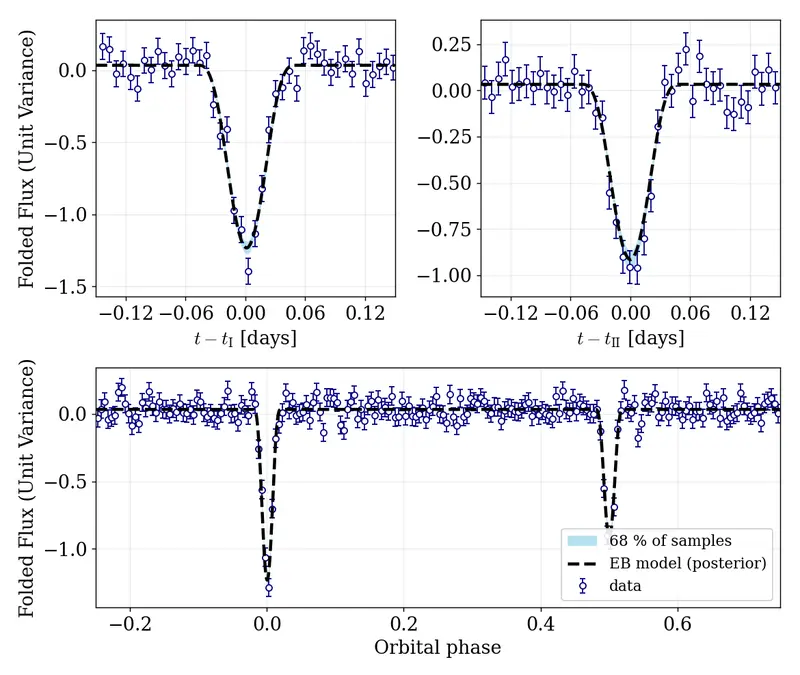 Folded Flux (Unit Variance)
0.0
−0.5
−1.0
−1.5
−0.12 −0.06 0.00 0.06 0.12
t − tI [days]
0.25
0.00
−0.25
−0.50
−0.75
−1.00
−0.12 −0.06 0.00 0.06 0.12
t − tII [days]
Folded Flux (Unit Variance)
0.0
−0.5
−1.0
68 % of samples
EB model (posterior)
data
−0.2 0.0 0.2 0.4 0.6
Orbital phase